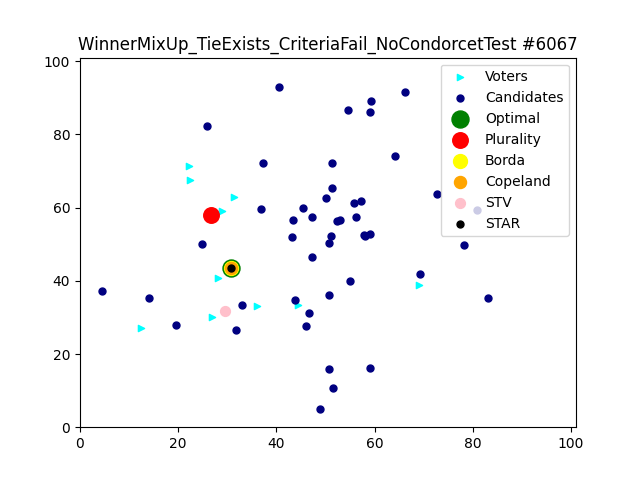 WinnerMixUp_TieExists_CriteriaFail_NoCondorcetTest #6067
100
80
60
40
20
0
0 20 40 60 80 100
Voters
Candidates
Optimal
Plurality
Borda
Copeland
STV
STAR